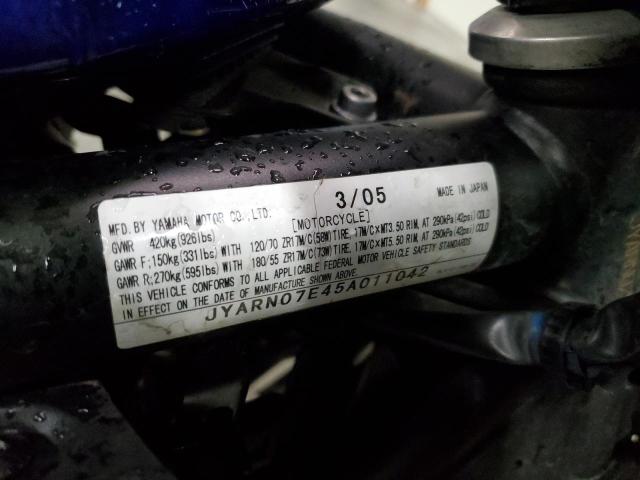 3/05 MADE IN JAPAN
MFD. BY YAMAHA MOTOR CO.,LTD. [MOTORCYCLE]
GVWR 420kg(926lbs)
GAWR F;150kg(331lbs)WITH 120/70 ZR17M/C(58W)TIRE, 17M/C×MT3.50 RIM, AT 290kPa(42psi)COLD
GAWR R;270kg(595lbs)WITH 180/55 ZR17M/C(73W)TIRE, 17M/C×MT5.50 RIM, AT 290kPa(42psi)COLD
THIS VEHICLE CONFORMS TO ALL APPLICABLE FEDERAL MOTOR VEHICLE SAFETY STANDARDS
IN EFFECT ON THE DATE OF MANUFACTURE SHOWN ABOVE.
JYARN07E45A011042